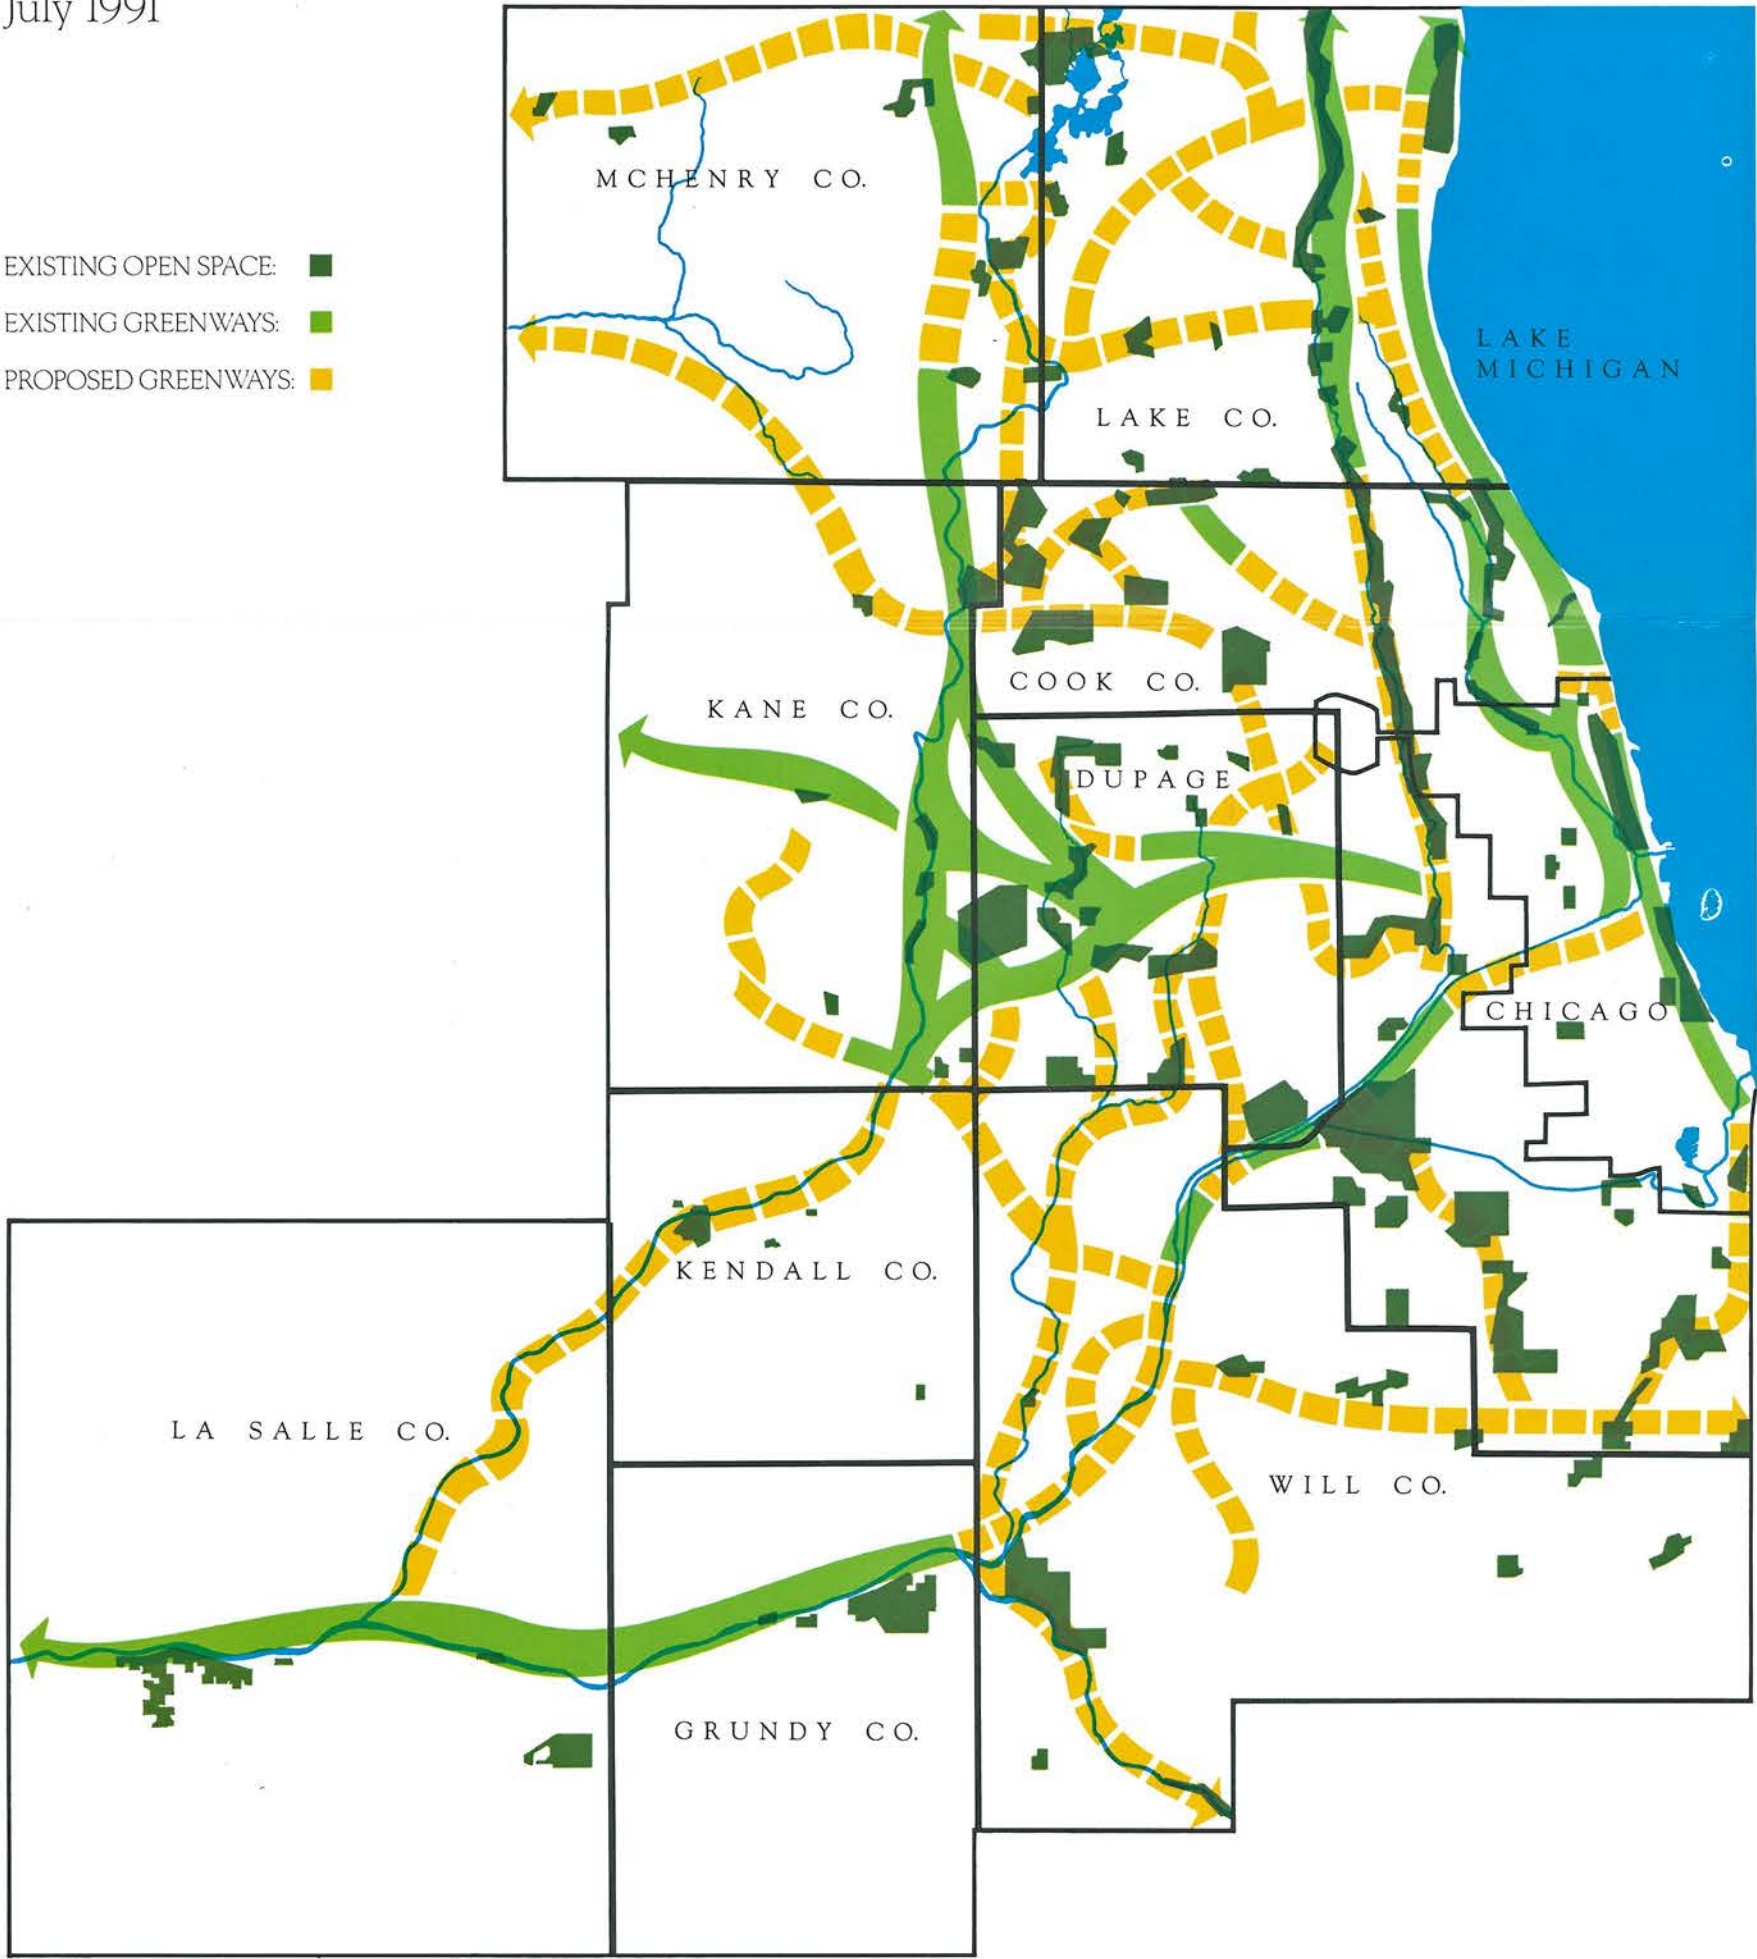 July 1991
EXISTING OPEN SPACE:
EXISTING GREENWAYS:
PROPOSED GREENWAYS:
MCHENRY CO.
LAKE
MICHIGAN
LAKE CO.
COOK CO.
KANE CO.
DUPAGE
CHICAGO
KENDALL CO.
LA SALLE CO.
WILL CO.
GRUNDY CO.